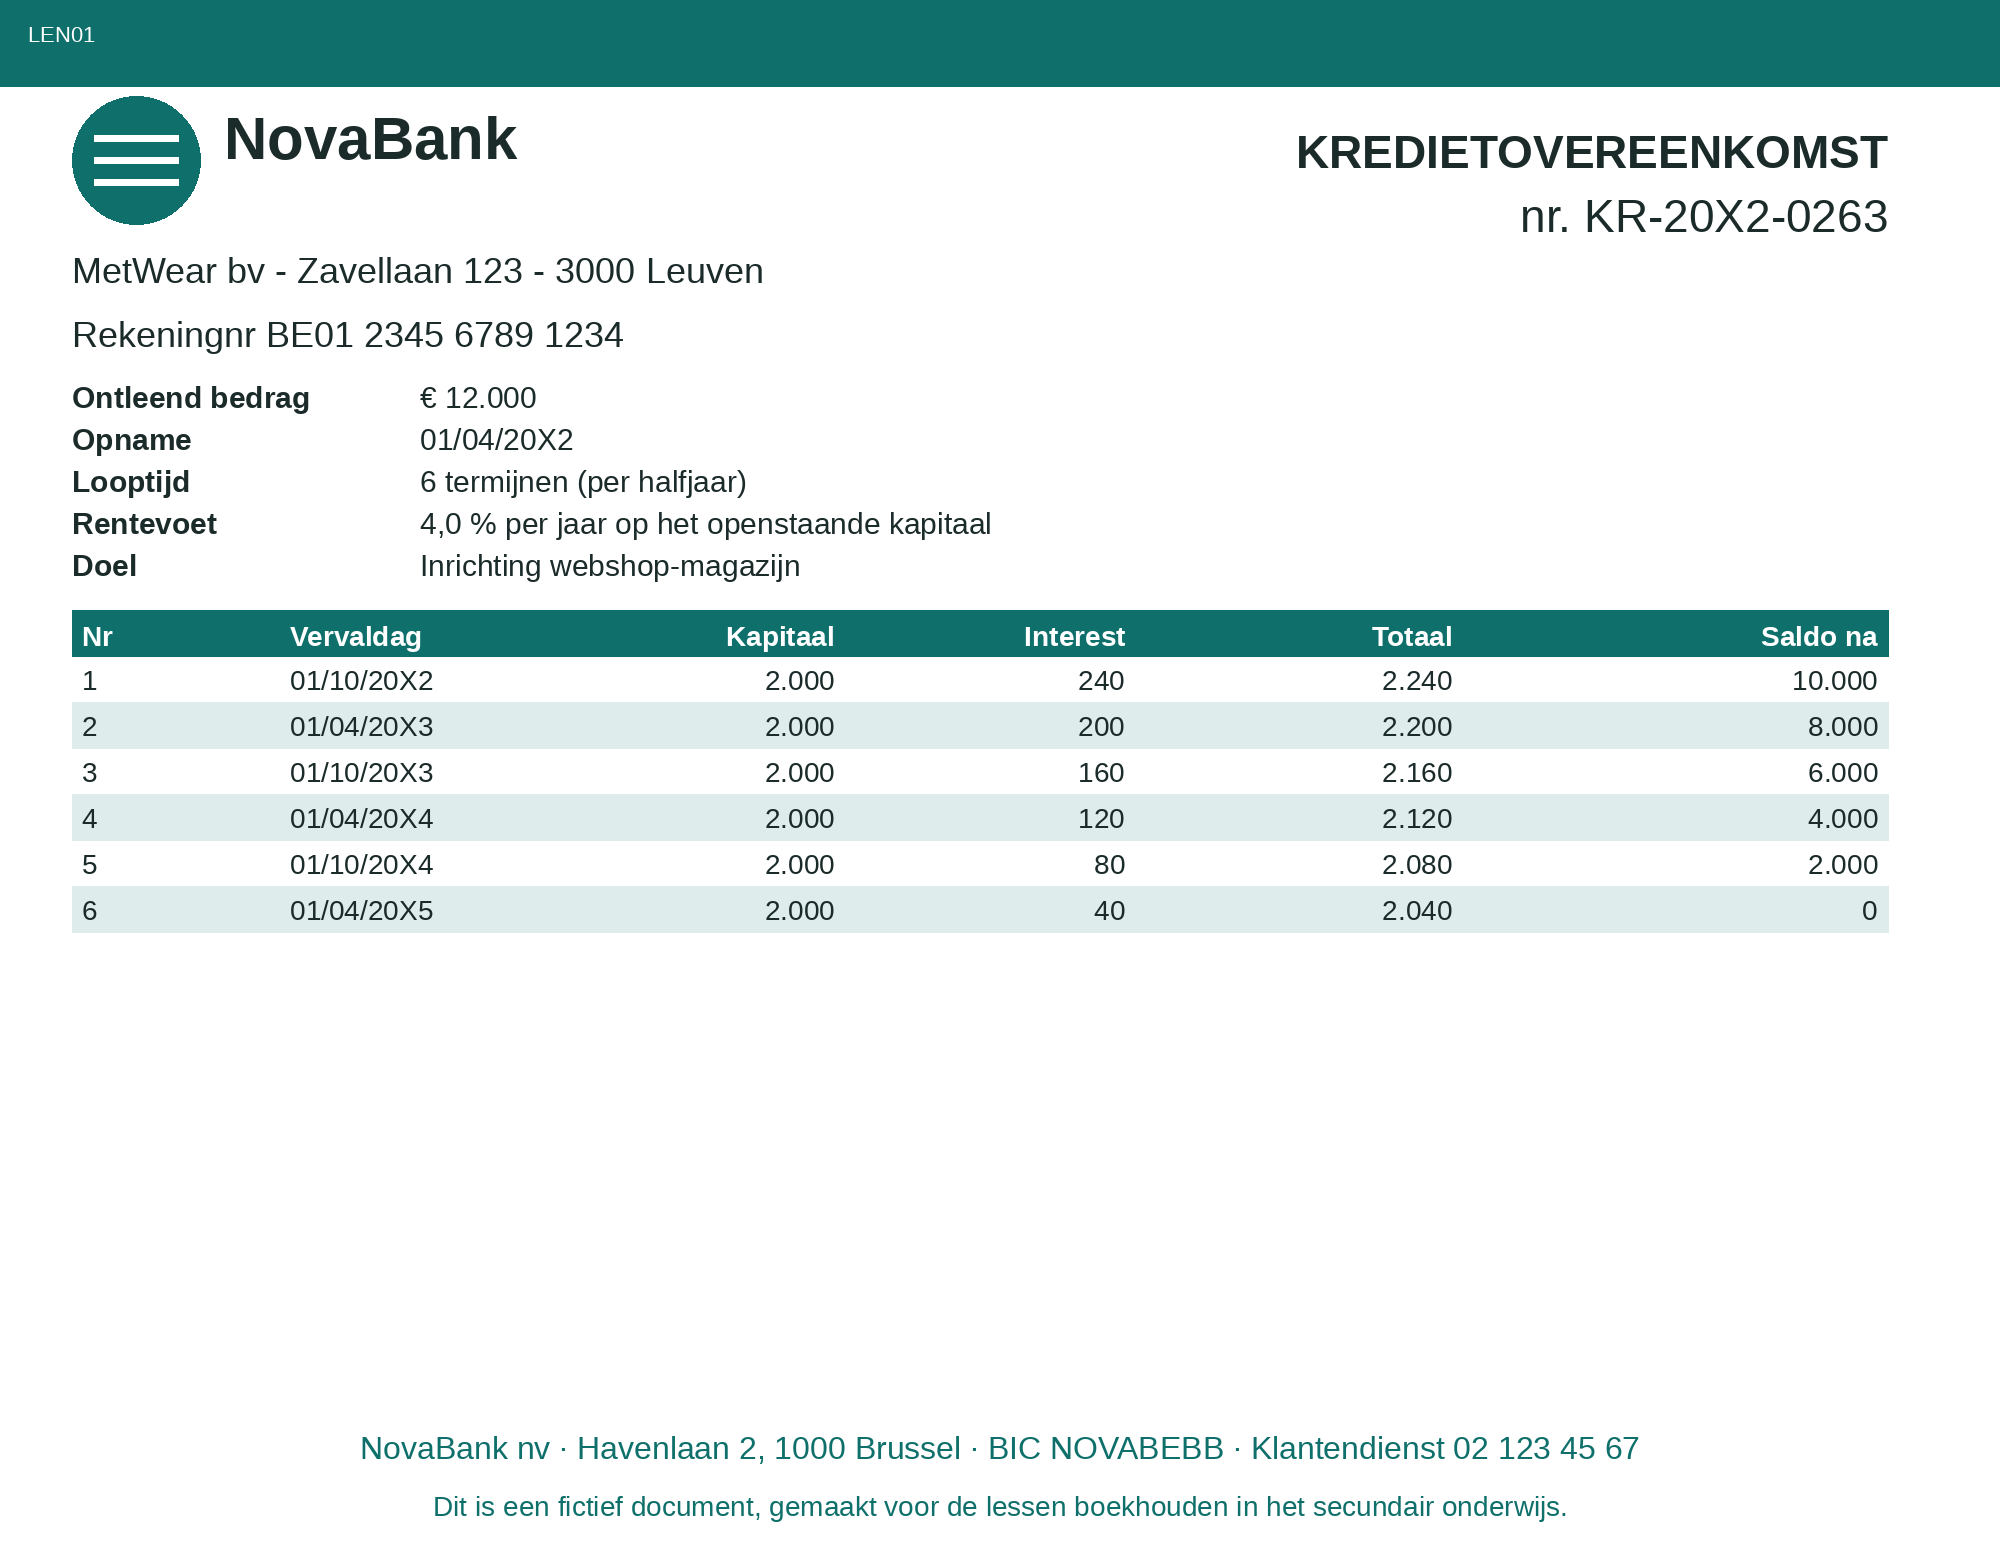 LEN01
NovaBank
KREDIETOVEREENKOMST
nr. KR-20X2-0263
MetWear bv - Zavellaan 123 - 3000 Leuven
Rekeningnr BE01 2345 6789 1234
Ontleend bedrag € 12.000
Opname 01/04/20X2
Looptijd 6 termijnen (per halfjaar)
Rentevoet 4,0 % per jaar op het openstaande kapitaal
Doel Inrichting webshop-magazijn
Nr Vervaldag Kapitaal Interest Totaal Saldo na
1 01/10/20X2 2.000 240 2.240 10.000
2 01/04/20X3 2.000 200 2.200 8.000
3 01/10/20X3 2.000 160 2.160 6.000
4 01/04/20X4 2.000 120 2.120 4.000
5 01/10/20X4 2.000 80 2.080 2.000
6 01/04/20X5 2.000 40 2.040 0
NovaBank nv · Havenlaan 2, 1000 Brussel · BIC NOVABEBB · Klantendienst 02 123 45 67
Dit is een fictief document, gemaakt voor de lessen boekhouden in het secundair onderwijs.